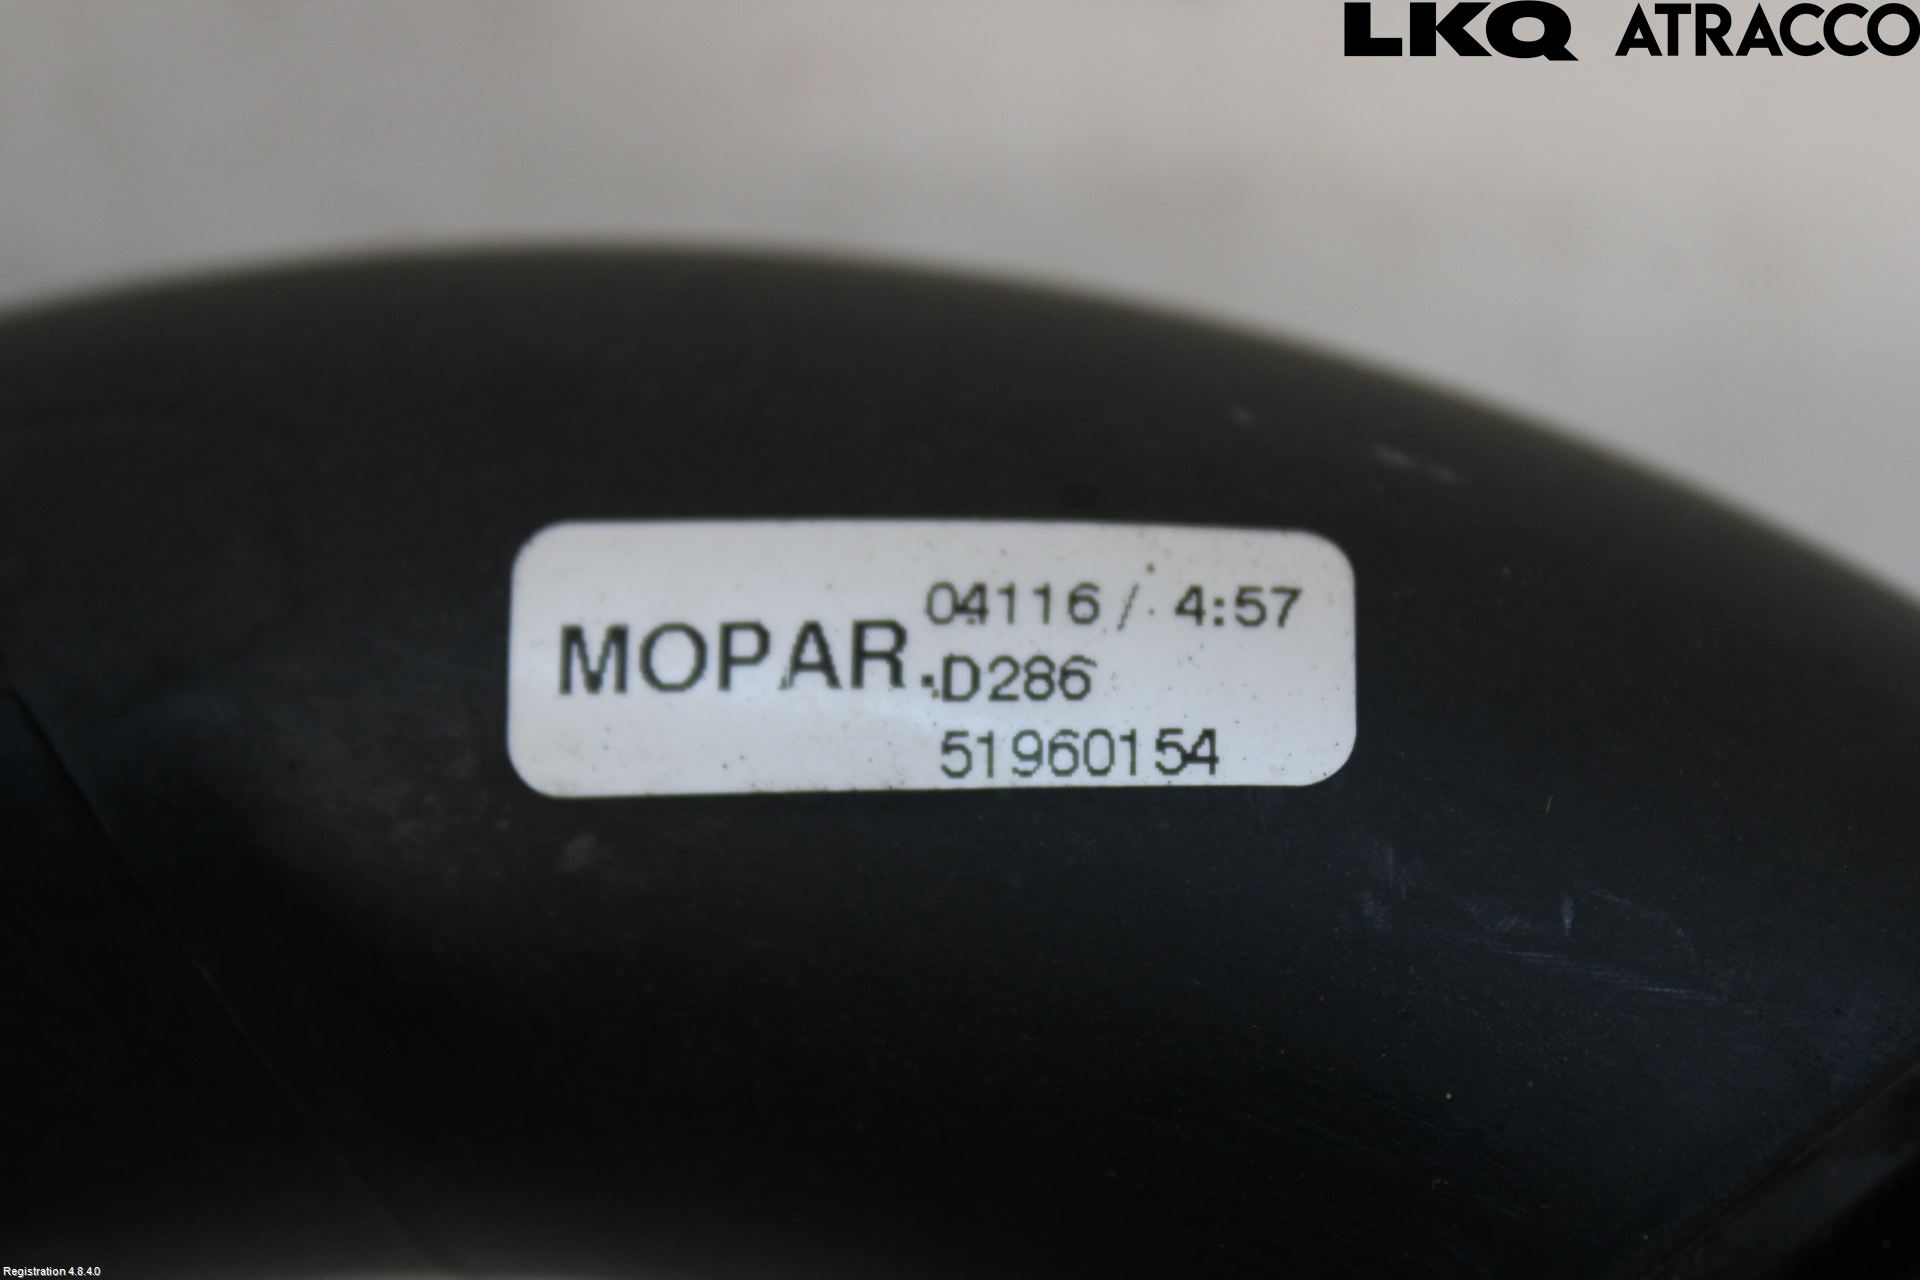 LKQ ATRACCO
04116 / 4:57
MOPAR D286
51960154
Registration 4.8.4.0